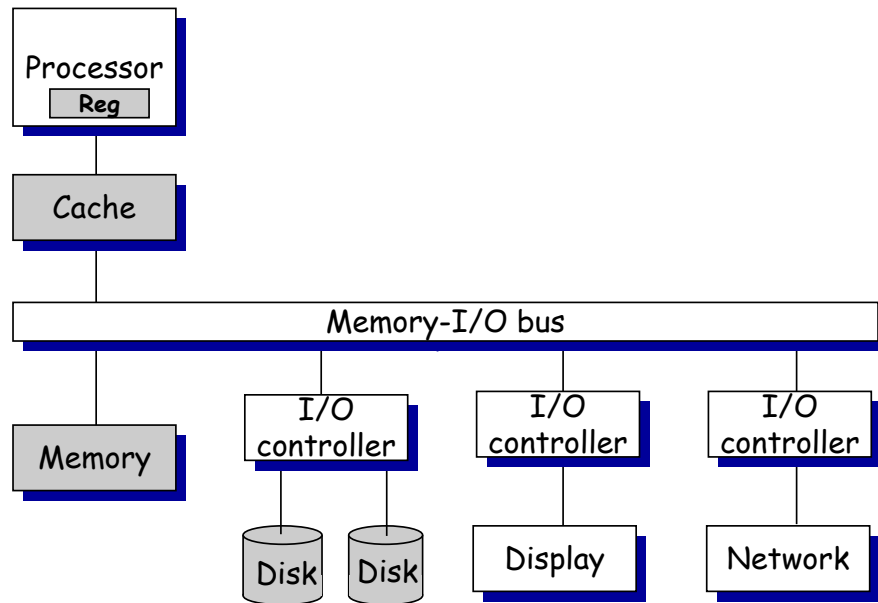 Processor
Reg
Cache
Memory-I/O bus
Memory
I/O
controller
I/O
controller
I/O
controller
Disk
Disk
Display
Network